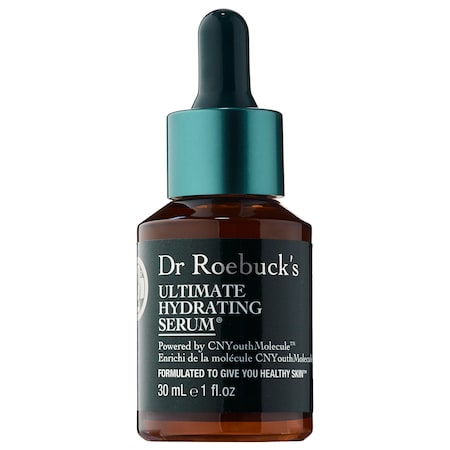 Dr Roebuck's
ULTIMATE
HYDRATING
SERUM®
Powered by CNYouthMolecule™
Enrichi de la molécule CNYouthMolecule
FORMULATED TO GIVE YOU HEALTHY SKIN™
30 mL e 1 fl.oz